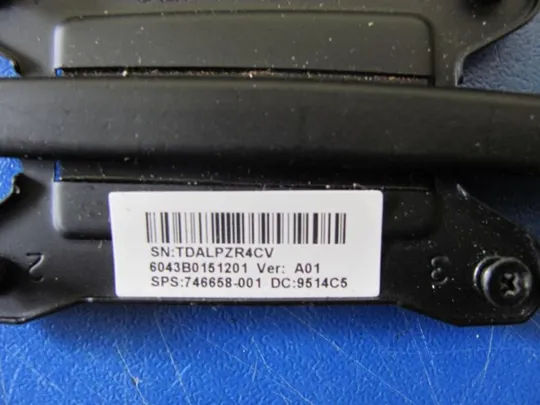 SN:TDALPZR4CV
6043B0151201 Ver: A01
SPS:746658-001 DC:9514C5
2 3